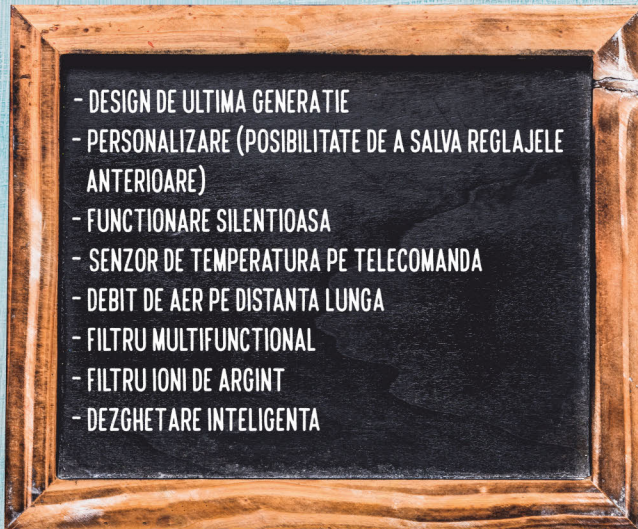 - DESIGN DE ULTIMA GENERATIE
- PERSONALIZARE (POSIBILITATE DE A SALVA REGLAJELE
ANTERIOARE)
- FUNCTIONARE SILENTIOASA
- SENZOR DE TEMPERATURA PE TELECOMANDA
- DEBIT DE AER PE DISTANTA LUNGA
- FILTRU MULTIFUNCTIONAL
- FILTRU IONI DE ARGINT
- DEZGHETARE INTELIGENTA